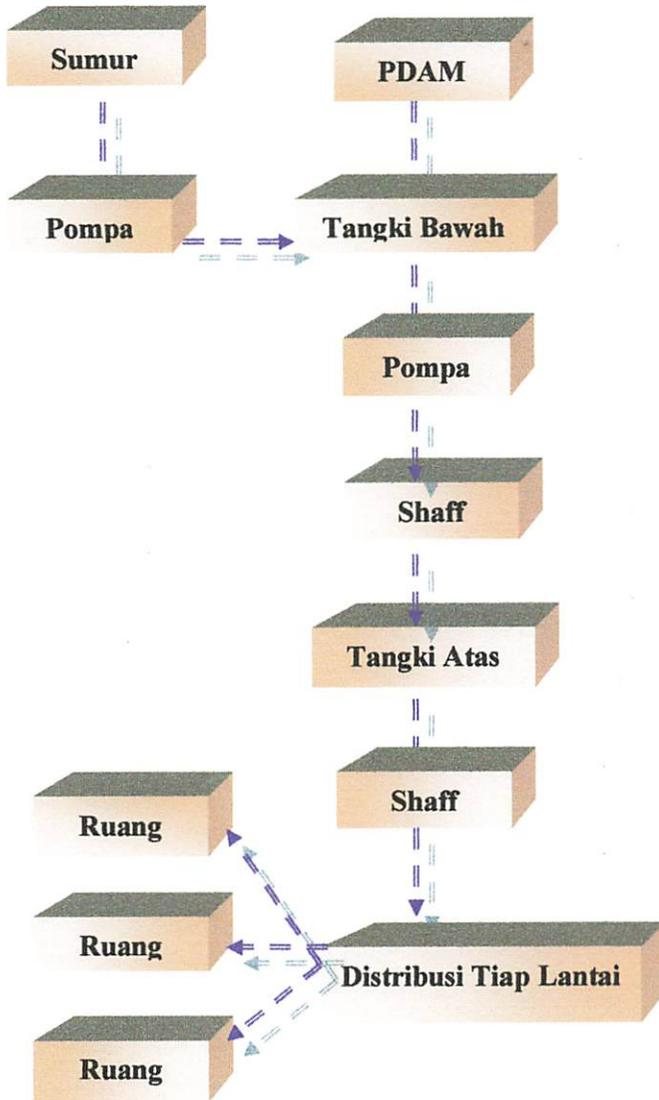 Sumur
PDAM
Pompa
Tangki Bawah
Pompa
Shaff
Tangki Atas
Shaff
Ruang
Ruang
Distribusi Tiap Lantai
Ruang